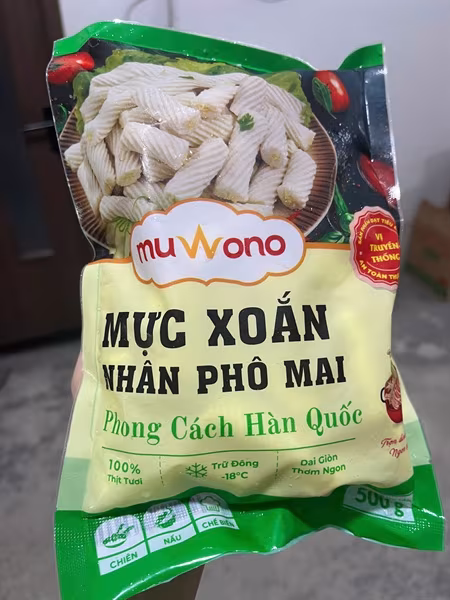 muWono
VỊ
TRUYỀN
THỐNG
MỰC XOẮN
NHÂN PHÔ MAI
Phong Cách Hàn Quốc
100%
Thịt Tươi
Trữ Đông
-18°C
Dai Giòn
Thơm Ngon
500 g
CHIÊN
NẤU
CHẾ BIẾN